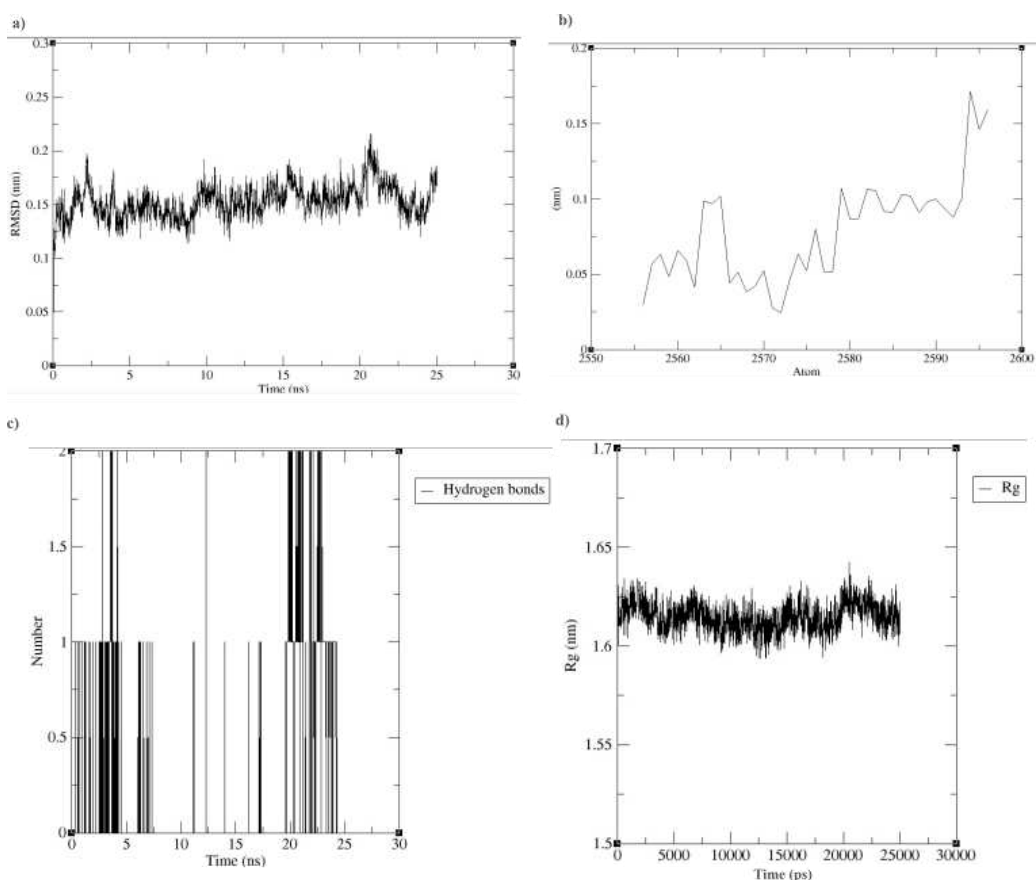 a)
0.3
0.25
0.2
0.15
0.1
0.05
0
RMSD (nm)
0 5 10 15 20 25 30
Time (ns)
b)
0.2
0.15
0.1
0.05
0
(nm)
2550 2560 2570 2580 2590 2600
Atom
c)
2
1.5
1
0.5
0
Number
0 5 10 15 20 25 30
Time (ns)
Hydrogen bonds
d)
1.7
1.65
1.6
1.55
1.5
Rg (nm)
0 5000 10000 15000 20000 25000 30000
Time (ps)
Rg